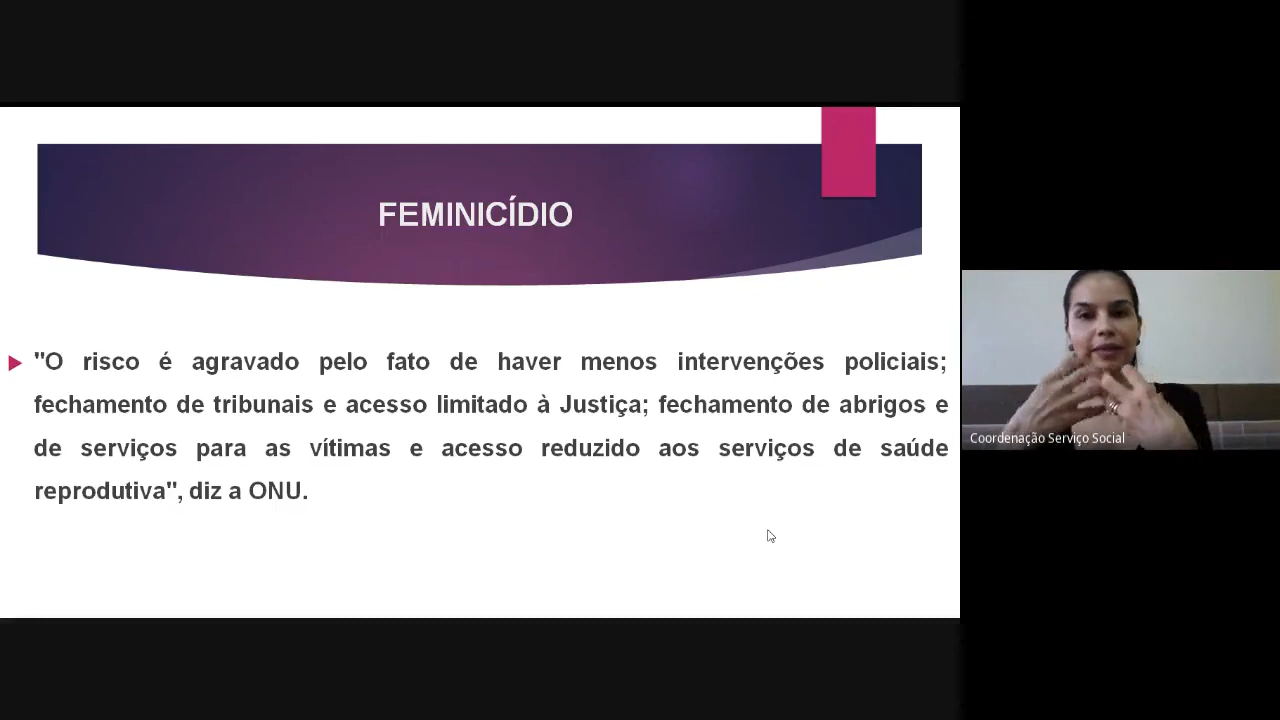 FEMINICÍDIO
"O risco é agravado pelo fato de haver menos intervenções policiais;
fechamento de tribunais e acesso limitado à Justiça; fechamento de abrigos e
de serviços para as vítimas e acesso reduzido aos serviços de saúde
reprodutiva", diz a ONU.
Coordenação Serviço Social